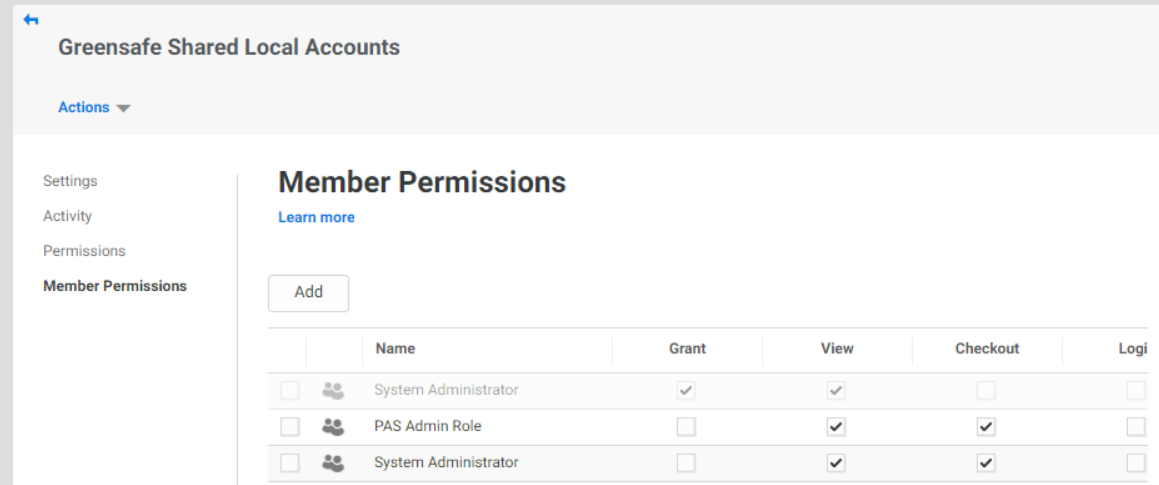 Greensafe Shared Local Accounts
Actions
Settings
Activity
Permissions
Member Permissions
Member Permissions
Learn more
Add
Name Grant View Checkout Logi
System Administrator
PAS Admin Role
System Administrator